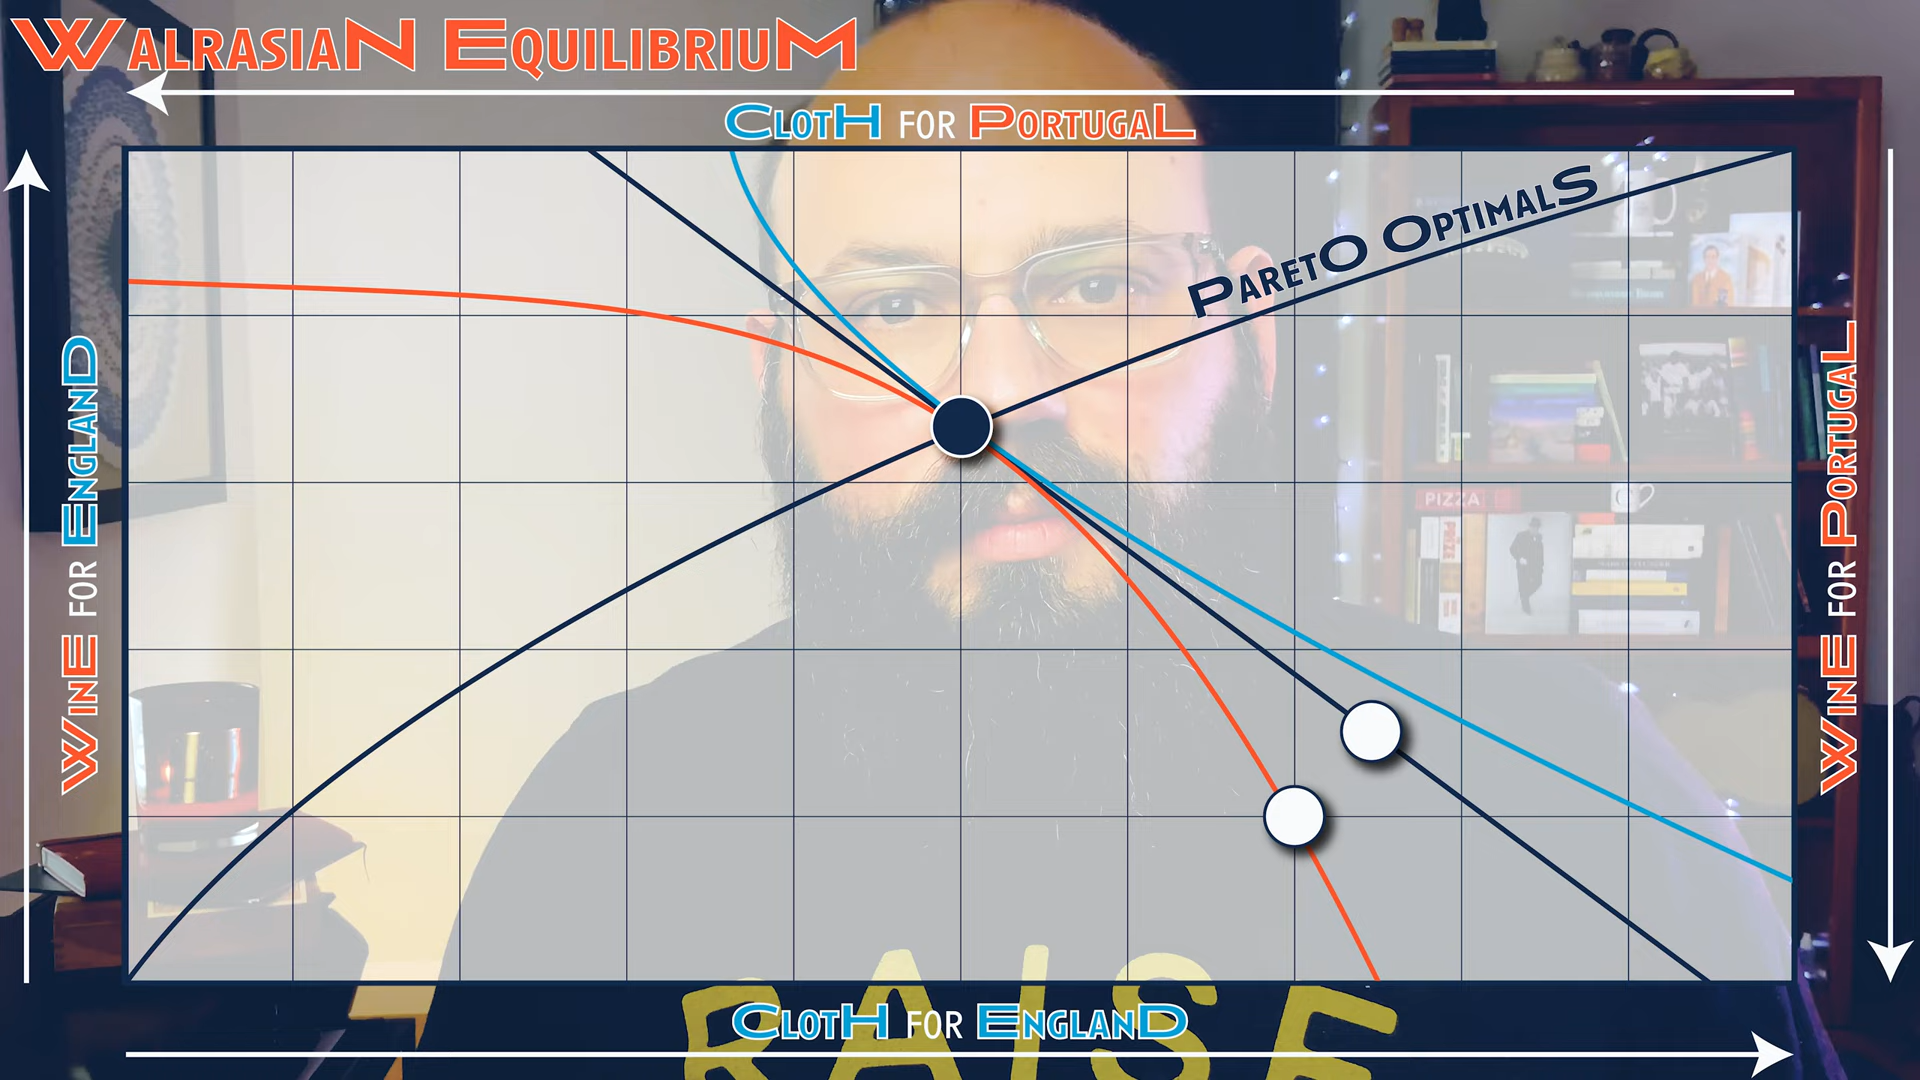 WALRASIAN EQUILIBRIUM
CLOTH FOR PORTUGAL
PARETO OPTIMALS
WINE FOR ENGLAND
WINE FOR PORTUGAL
PIZZA
CLOTH FOR ENGLAND
RAISE